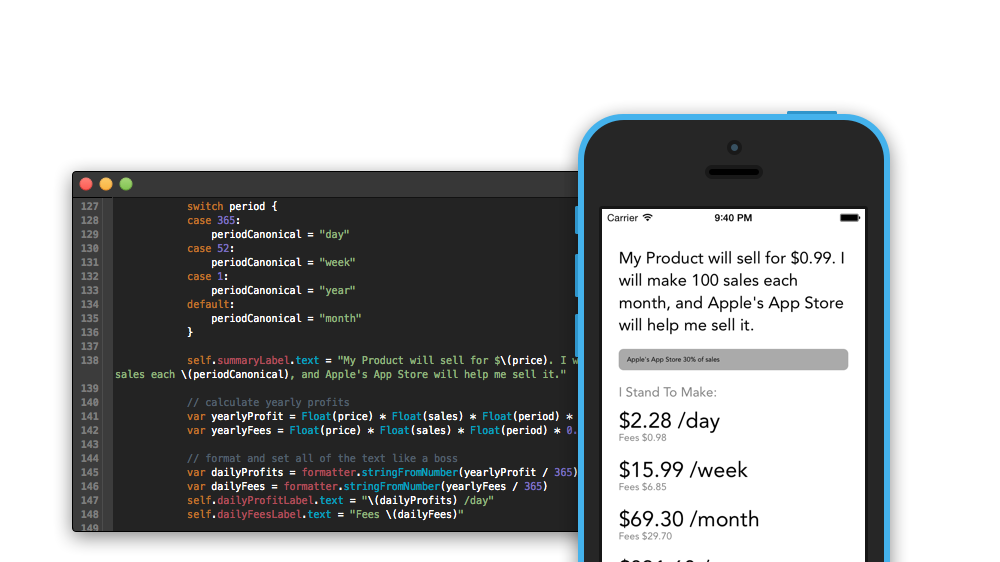 127 switch period {
128 case 365:
129 periodCanonical = "day"
130 case 52:
131 periodCanonical = "week"
132 case 1:
133 periodCanonical = "year"
134 default:
135 periodCanonical = "month"
136 }
137
138 self.summaryLabel.text = "My Product will sell for $\(price). I
sales each \(periodCanonical), and Apple's App Store will help me sell it."
139
140 // calculate yearly profits
141 var yearlyProfit = Float(price) * Float(sales) * Float(period) *
142 var yearlyFees = Float(price) * Float(sales) * Float(period) * 0.
143
144 // format and set all of the text like a boss
145 var dailyProfits = formatter.stringFromNumber(yearlyProfit / 365)
146 var dailyFees = formatter.stringFromNumber(yearlyFees / 365)
147 self.dailyProfitLabel.text = "\(dailyProfits) /day"
148 self.dailyFeesLabel.text = "Fees \(dailyFees)"
149
Carrier 9:40 PM
My Product will sell for $0.99. I
will make 100 sales each
month, and Apple's App Store
will help me sell it.
Apple's App Store 30% of sales
I Stand To Make:
$2.28 /day
Fees $0.98
$15.99 /week
Fees $6.85
$69.30 /month
Fees $29.70